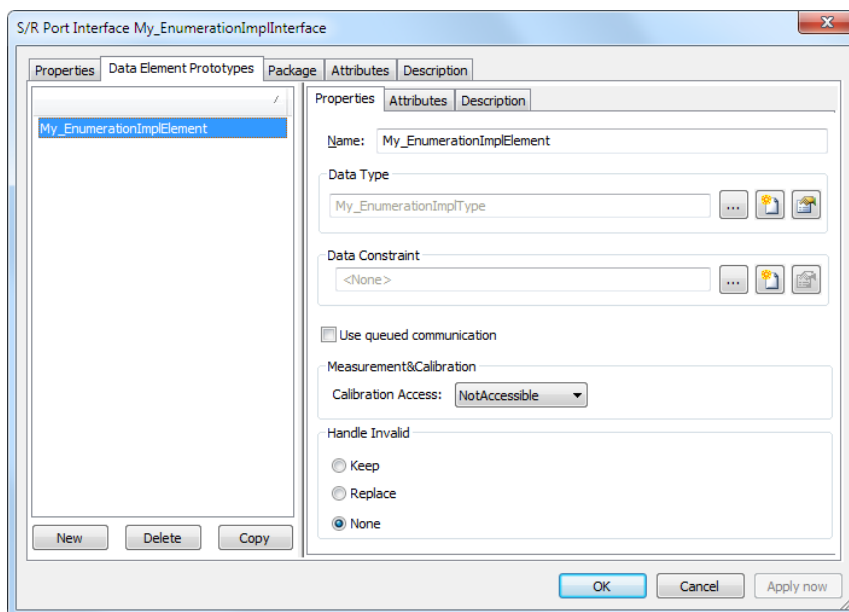 S/R Port Interface My_EnumerationImplInterface
Properties Data Element Prototypes Package Attributes Description
My_EnumerationImplElement
Properties Attributes Description
Name: My_EnumerationImplElement
Data Type
My_EnumerationImplType ...
Data Constraint
<None> ...
Use queued communication
Measurement&Calibration
Calibration Access: NotAccessible
Handle Invalid
Keep
Replace
None
New Delete Copy
OK Cancel Apply now